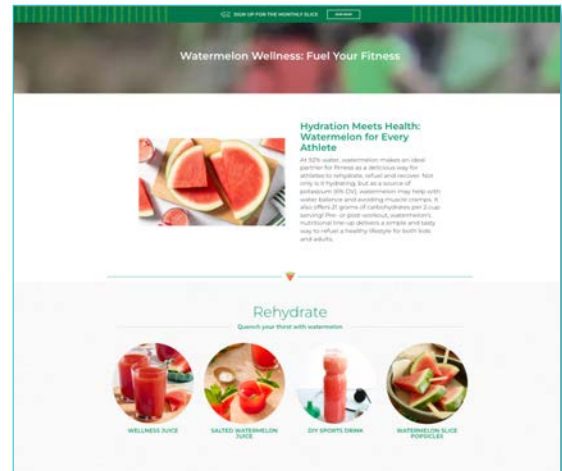 SIGN UP FOR THE MONTHLY SLICE
Watermelon Wellness: Fuel Your Fitness
Hydration Meets Health:
Watermelon for Every
Athlete
At 92% water, watermelon makes an ideal
partner for fitness as a delicious way for
athletes to rehydrate, refuel and recover. Not
only is it hydrating, but as a source of
potassium (6% DV), watermelon may help with
water balance and avoiding muscle cramps. It
also offers 21 grams of carbohydrates per 2-cup
serving! Pre- or post-workout, watermelon's
nutritional line-up delivers a simple and tasty
way to refuel a healthy lifestyle for both kids
and adults.
Rehydrate
Quench your thirst with watermelon
WELLNESS JUICE
SALTED WATERMELON
JUICE
DIY SPORTS DRINK
WATERMELON SLICE
POPSICLES